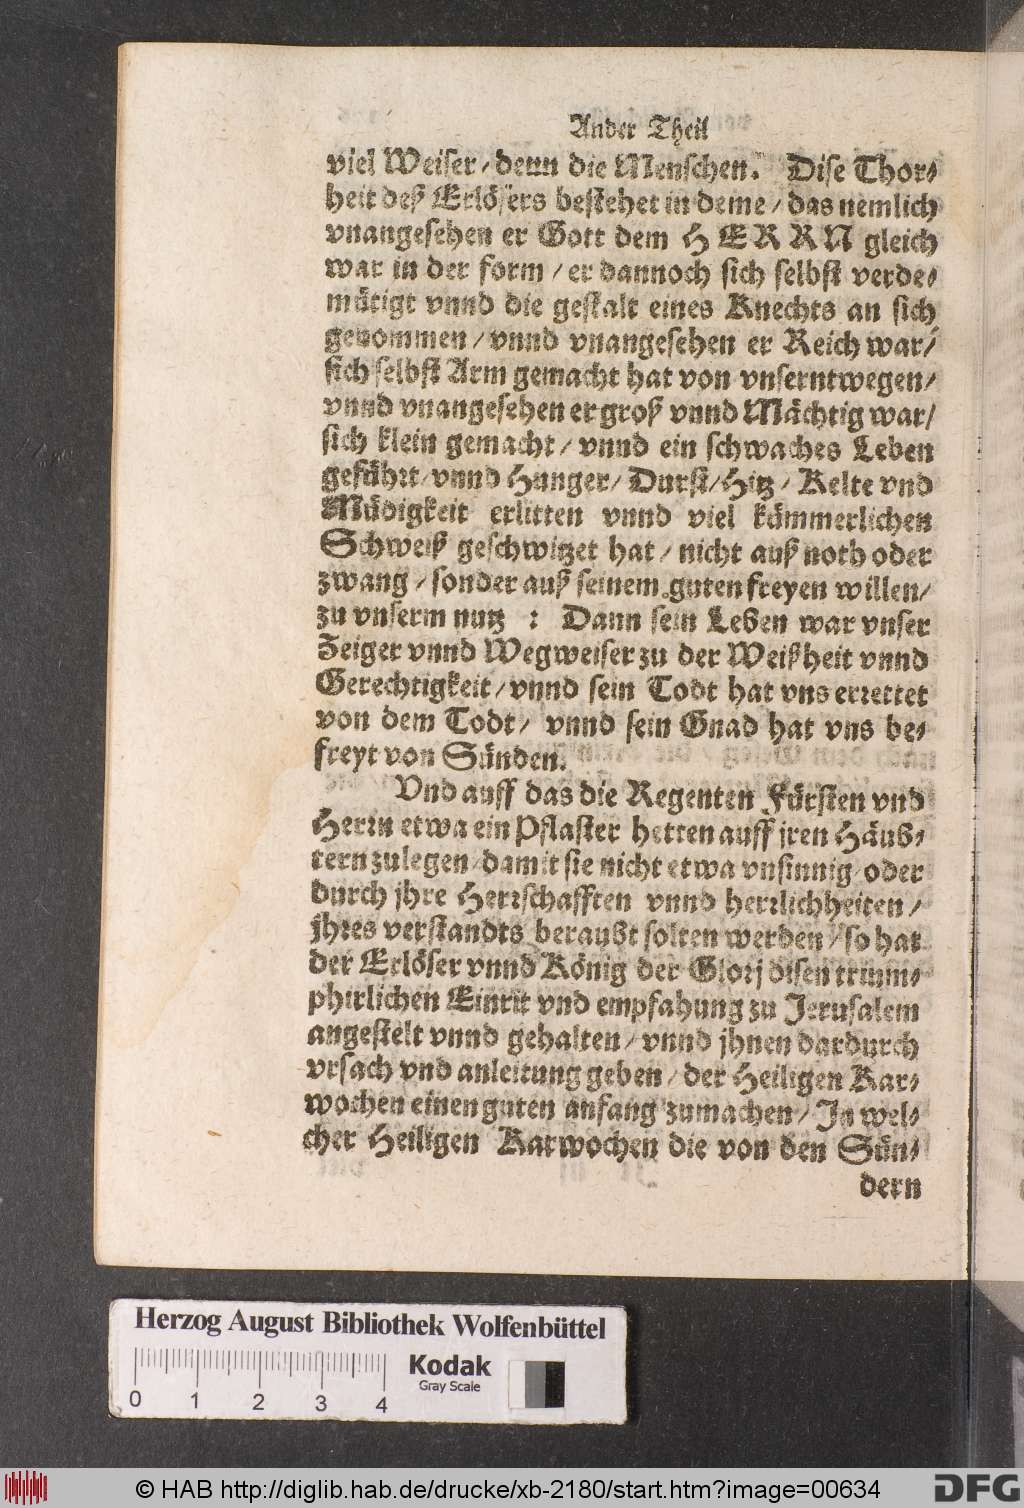 Ander Theil
viel Weiser/ denn die Menschen. Dise Thor-
heit deß Erlösers bestehet in deme/ das nemlich
vnangesehen er Gott dem HERRN gleich
war in der form/ er dannoch sich selbst verde-
mütigt vnnd die gestalt eines Knechts an sich
genommen/ vnnd vnangesehen er Reich war/
sich selbst Arm gemacht hat von vnserntwegen/
vnnd vnangesehen er groß vnnd Mächtig war/
sich klein gemacht/ vnnd ein schwaches Leben
geführt/ vnnd Hunger/ Durst/ Hitz/ Kelte vnd
Müdigkeit erlitten vnnd viel kümmerlichen
Schweiß geschwitzet hat/ nicht auß noth oder
zwang/ sonder auß seinem guten freyen willen/
zu vnserm nutz : Dann sein Leben war vnser
Zeiger vnnd Wegweiser zu der Weißheit vnnd
Gerechtigkeit/ vnnd sein Todt hat vns errettet
von dem Todt/ vnnd sein Gnad hat vns be-
freyt von Sünden.
Vnd auff das die Regenten Fürsten vnd
Herrn etwa ein Pflaster hetten auff jren Häub-
tern zulegen/ damit sie nicht etwa vnsinnig/ oder
durch jhre Herrschafften vnnd herrlichheiten/
jhres verstandts beraubt solten werden/ so hat
der Erlöser vnnd König der Glorj disen trium-
phirlichen Einrit vnd empfahung zu Jerusalem
angestelt vnnd gehalten/ vnnd jhnen dardurch
vrsach vnd anleitung geben/ der Heiligen Kar-
wochen einen guten anfang zumachen/ In wel-
cher Heiligen Karwochen die von den Sün-
dern
Herzog August Bibliothek Wolfenbüttel
Kodak
Gray Scale
0 1 2 3 4
© HAB http://diglib.hab.de/drucke/xb-2180/start.htm?image=00634
DFG